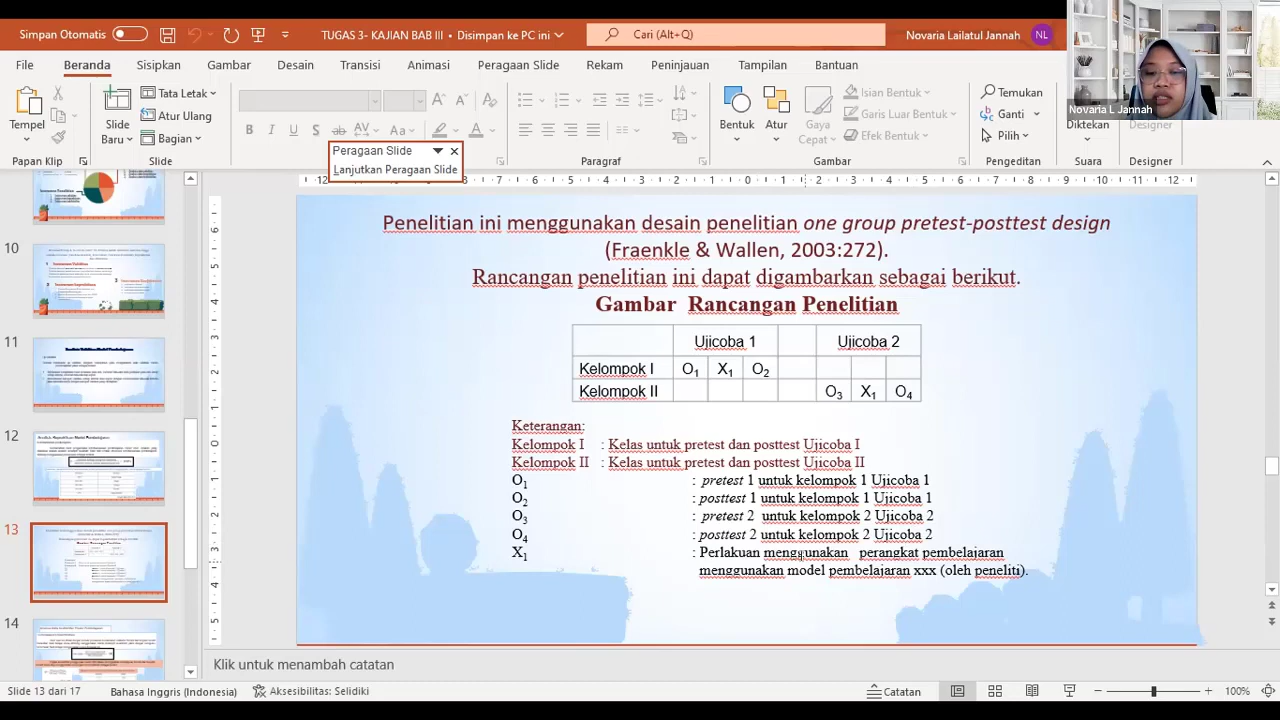 Simpan Otomatis
TUGAS 3- KAJIAN BAB III - Disimpan ke PC ini
Cari (Alt+Q)
Novaria Lailatul Jannah
NL
File Beranda Sisipkan Gambar Desain Transisi Animasi Peragaan Slide Rekam Peninjauan Tampilan Bantuan
Novaria L Jannah
Tempel
Slide Baru
Tata Letak
Atur Ulang
Bagian
Bentuk
Atur
Gaya Cepat
Isian Bentuk
Garis Luar Bentuk
Efek Bentuk
Temukan
Ganti
Pilih
Diktekan
Designer
Papan Klip Slide Paragraf Gambar Pengeditan Suara Designer
Peragaan Slide
Lanjutkan Peragaan Slide
10
11
12
13
14
Penelitian ini menggunakan desain penelitian one group pretest-posttest design
(Fraenkle & Wallen, 2003:272).
Rancangan penelitian ini dapat digambarkan sebagai berikut.
Gambar Rancangan Penelitian
Ujicoba 1 Ujicoba 2
Kelompok I O1 X1 O2
Kelompok II O3 X1 O4
Keterangan:
Kelompok I : Kelas untuk pretest dan posttest Ujicoba I
Kelompok II : Kelas untuk pretest dan posttest Ujicoba II
O1 : pretest 1 untuk kelompok 1 Ujicoba 1
O2 : posttest 1 untuk kelompok 1 Ujicoba 1
O3 : pretest 2 untuk kelompok 2 Ujicoba 2
O4 : posttest 2 untuk kelompok 2 Ujicoba 2
X1 : Perlakuan menggunakan perangkat pembelajaran
menggunakan model pembelajaran xxx (oleh peneliti).
Klik untuk menambah catatan
Slide 13 dari 17
Bahasa Inggris (Indonesia)
Aksesibilitas: Selidiki
Catatan
100%